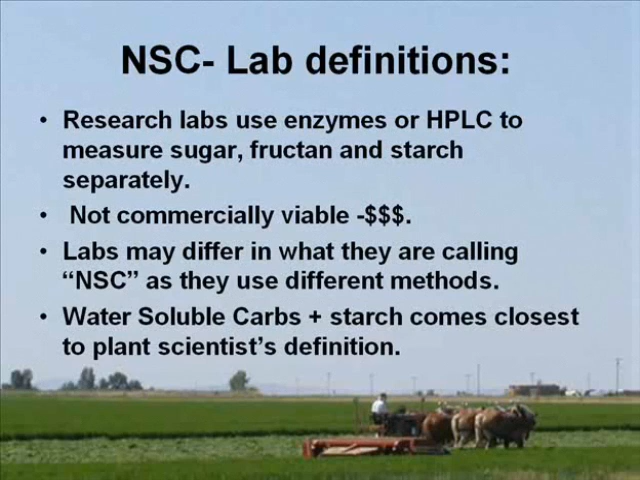 NSC- Lab definitions:
• Research labs use enzymes or HPLC to
measure sugar, fructan and starch
separately.
• Not commercially viable -$$$.
• Labs may differ in what they are calling
“NSC” as they use different methods.
• Water Soluble Carbs + starch comes closest
to plant scientist’s definition.